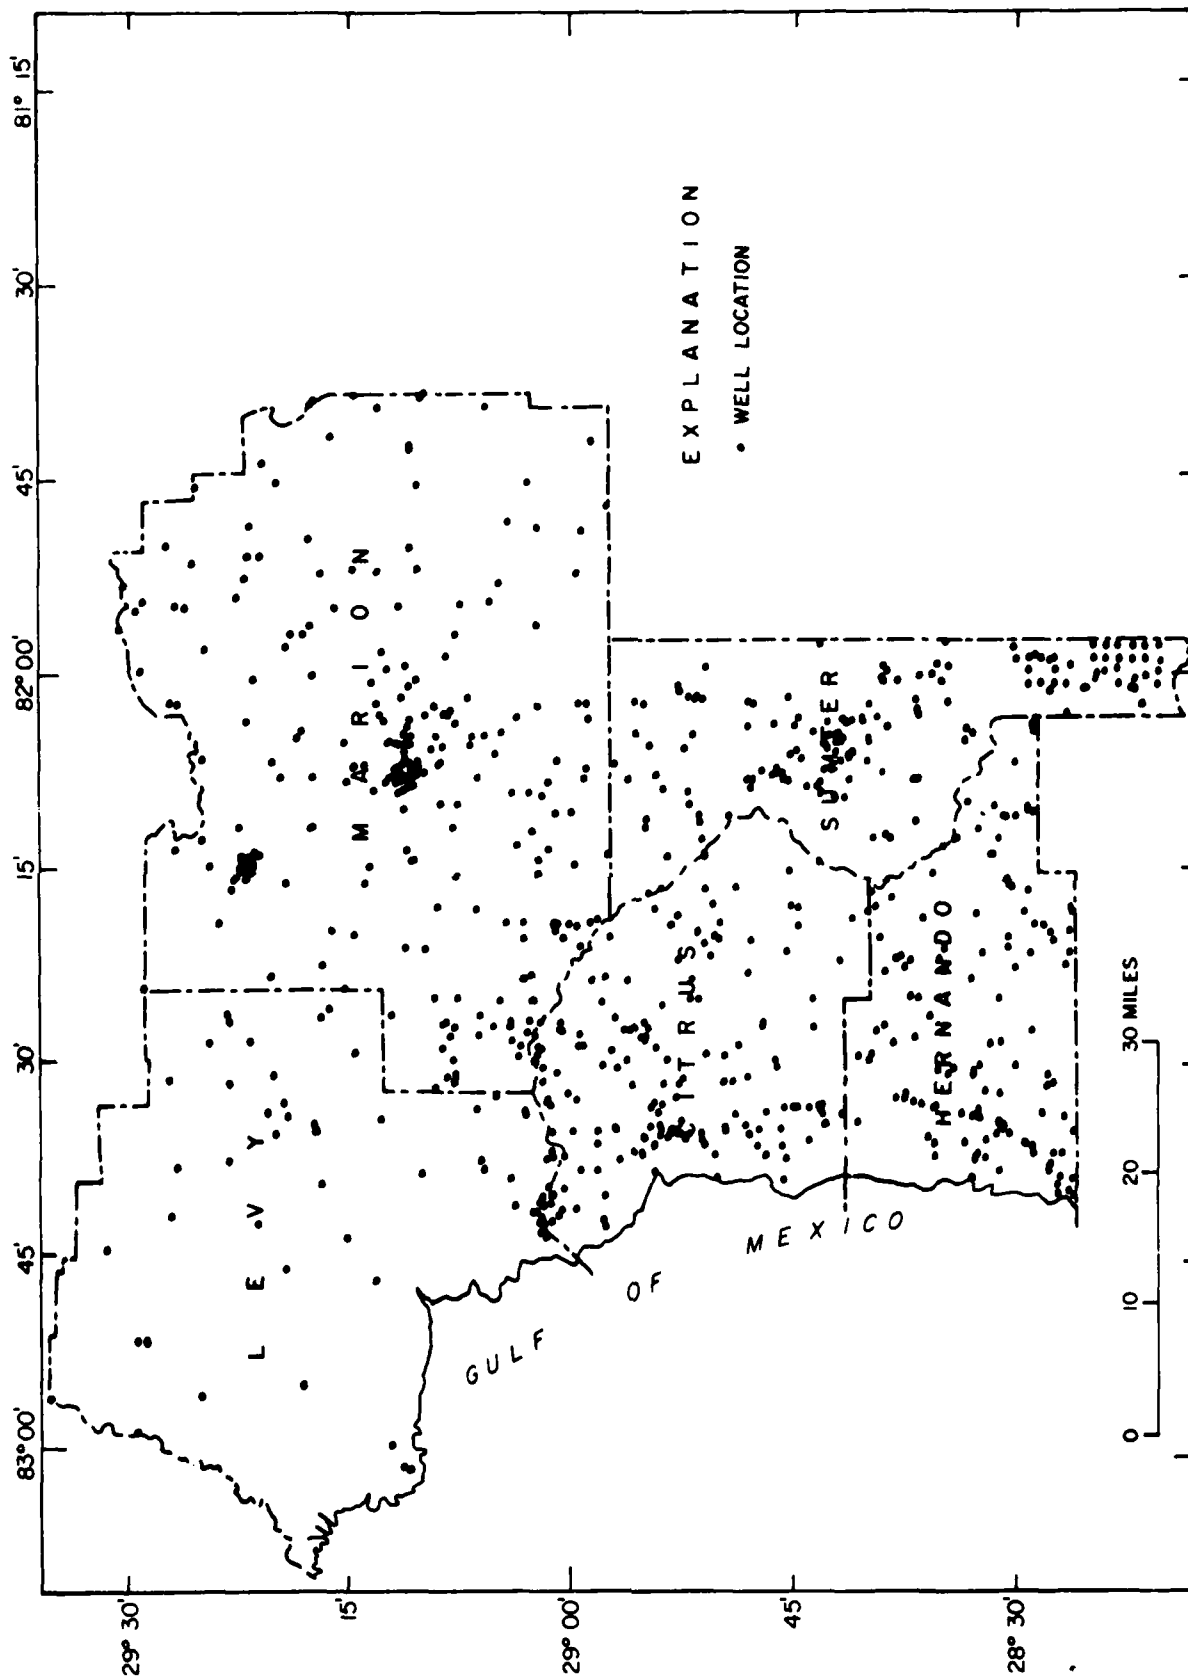 83° 00'
45'
30'
15'
82° 00'
45'
30'
81° 15'
29° 30'
15'
29° 00'
45'
28° 30'
LEVY
MARION
CITRUS
SUMTER
HERNANDO
GULF OF MEXICO
EXPLANATION
• WELL LOCATION
0 10 20 30 MILES